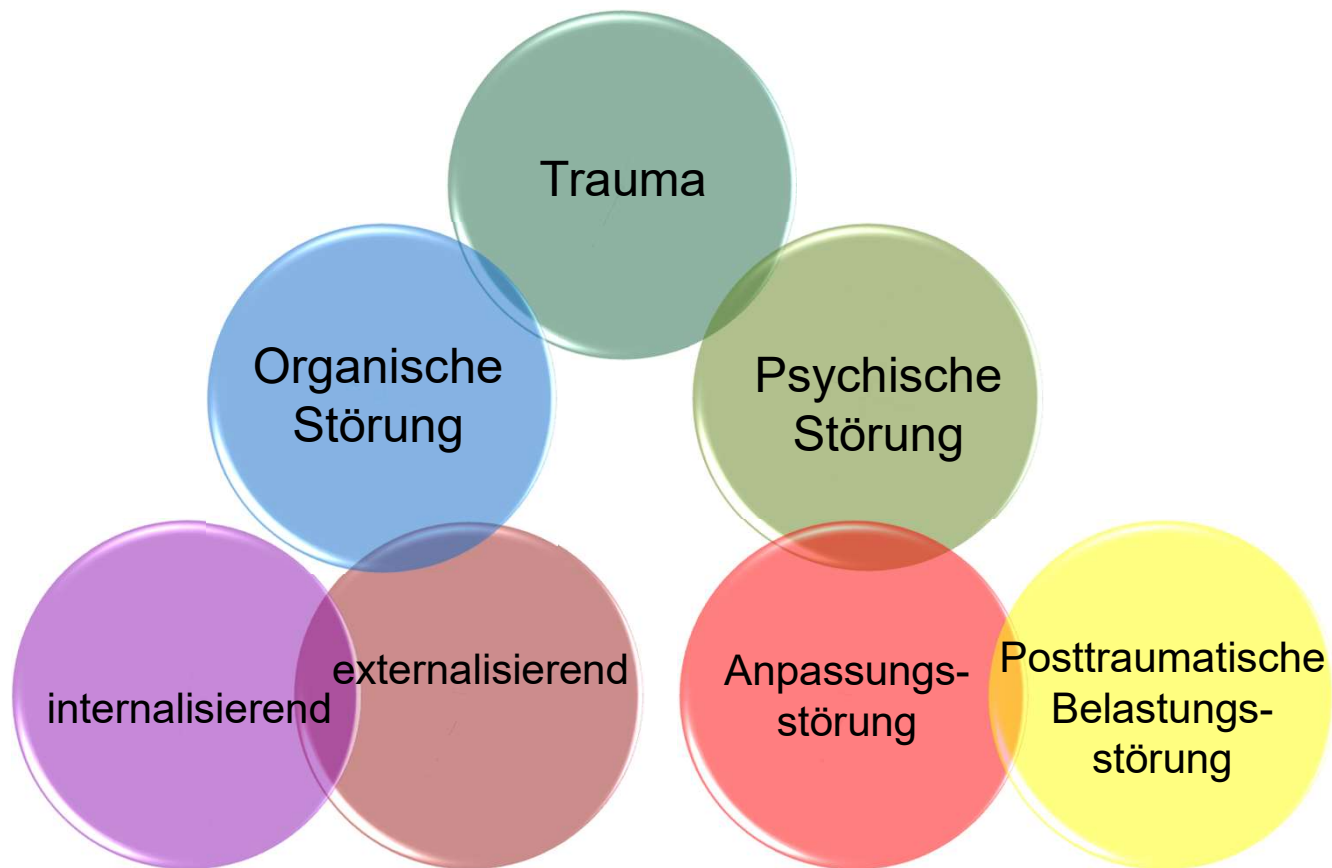 Trauma
Organische
Störung
Psychische
Störung
internalisierend
externalisierend
Anpassungs-
störung
Posttraumatische
Belastungs-
störung